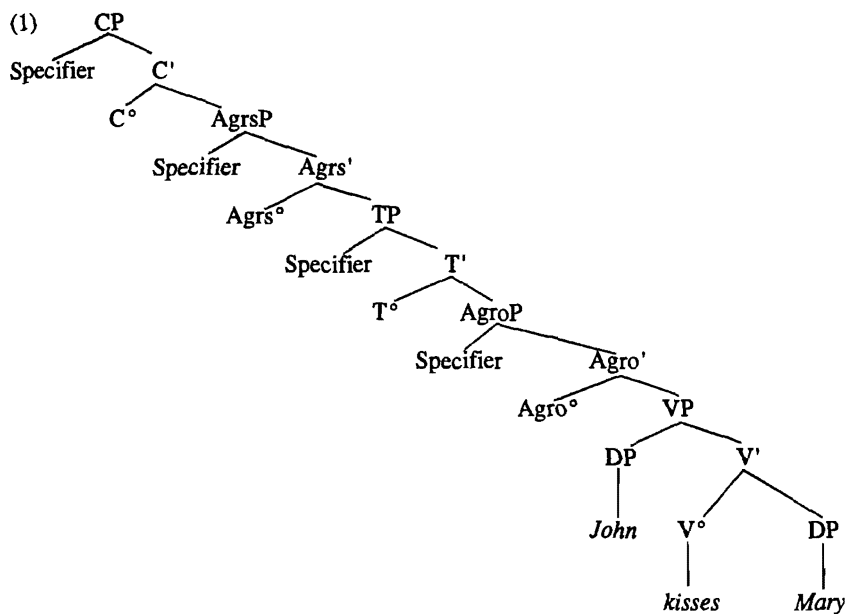 (1) CP
Specifier C'
C° AgrsP
Specifier Agrs'
Agrs° TP
Specifier T'
T° AgroP
Specifier Agro'
Agro° VP
DP V'
John V° DP
kisses Mary